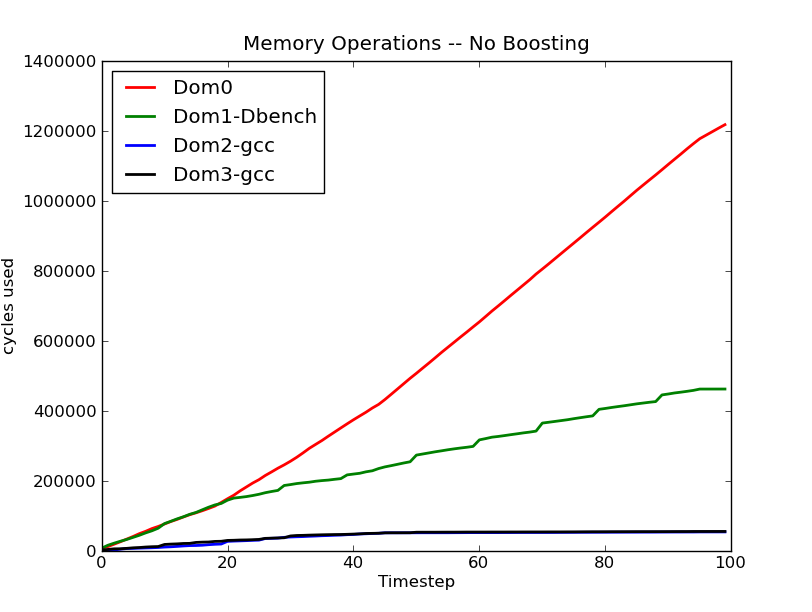 Memory Operations -- No Boosting
1400000
1200000
1000000
800000
600000
400000
200000
0
cycles used
Dom0
Dom1-Dbench
Dom2-gcc
Dom3-gcc
0 20 40 60 80 100
Timestep